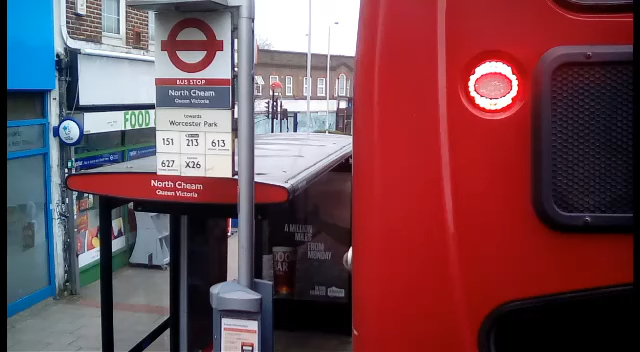 BUS STOP
North Cheam
Queen Victoria
towards
Worcester Park
151 213 613
627 X26
North Cheam
Queen Victoria
FOOD
A MILLION
MILES
FROM
MONDAY